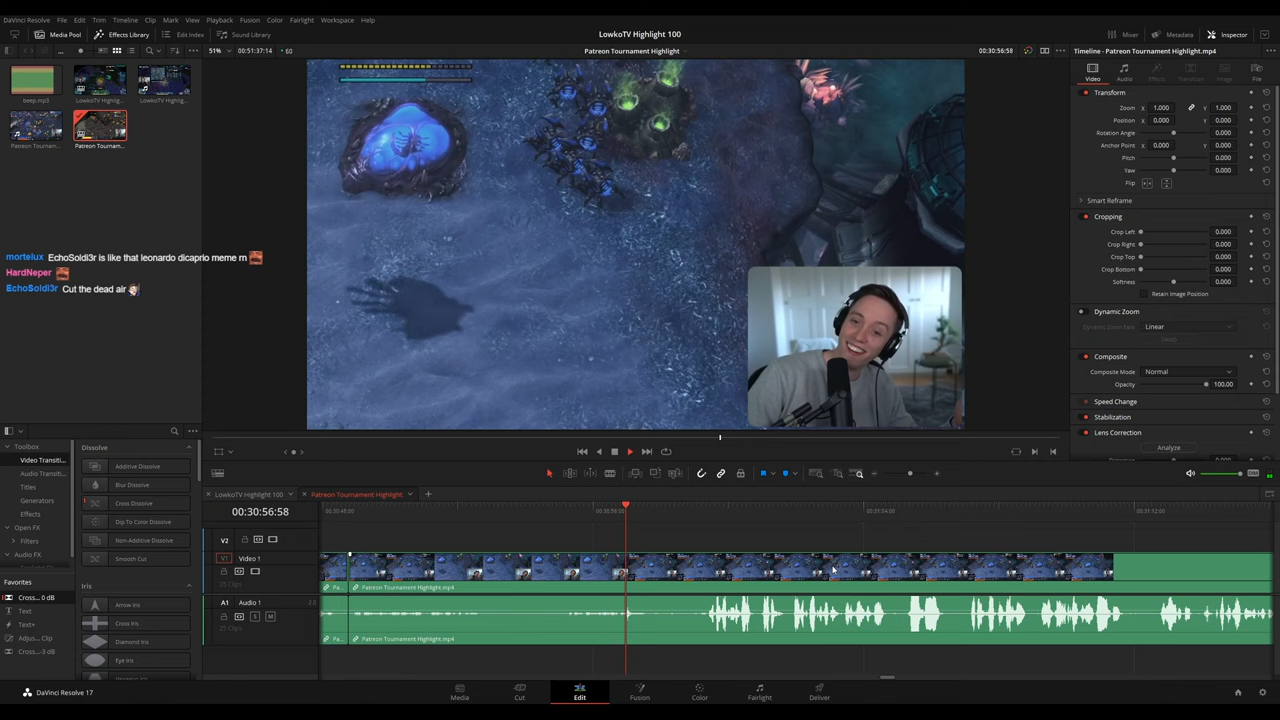 DaVinci Resolve File Edit Trim Timeline Clip Mark View Playback Fusion Color Fairlight Workspace Help
Media Pool Effects Library Edit Index Sound Library LowkoTV Highlight 100 Mixer Metadata Inspector
51% 00:51:37:14 60 Patreon Tournament Highlight 00:30:56:58 Timeline - Patreon Tournament Highlight.mp4
Video Audio Effects Transition Image File
beep.mp3 LowkoTV Highlig... LowkoTV Highlig...
Patreon Tourn... Patreon Tournam...
Transform
Zoom X 1.000 Y 1.000
Position X 0.000 Y 0.000
Rotation Angle 0.000
Anchor Point X 0.000 Y 0.000
Pitch 0.000
Yaw 0.000
Flip
Smart Reframe
Cropping
Crop Left 0.000
Crop Right 0.000
Crop Top 0.000
Crop Bottom 0.000
Softness 0.000
Retain Image Position
Dynamic Zoom
Dynamic Zoom Ease Linear
Swap
Composite
Composite Mode Normal
Opacity 100.00
Speed Change
Stabilization
Lens Correction
Analyze
mortelux EchoSoldi3r is like that leonardo dicaprio meme rn
HardNeper
EchoSoldi3r Cut the dead air
Toolbox
Video Transiti...
Audio Transiti...
Titles
Generators
Effects
Open FX
Filters
Audio FX
Favorites
Cross... 0 dB
Text
Text+
Adjus... Clip
Cross...-3 dB
Dissolve
Additive Dissolve
Blur Dissolve
Cross Dissolve
Dip To Color Dissolve
Non-Additive Dissolve
Smooth Cut
Iris
Arrow Iris
Cross Iris
Diamond Iris
Eye Iris
DIM
LowkoTV Highlight 100 Patreon Tournament Highlight
00:30:56:58 00:30:48:00 00:30:56:00 00:31:04:00 00:31:12:00
V2
V1 Video 1
25 Clips
Pa... Patreon Tournament Highlight.mp4
A1 Audio 1 2.0
S M
25 Clips
Pa... Patreon Tournament Highlight.mp4
DaVinci Resolve 17 Media Cut Edit Fusion Color Fairlight Deliver